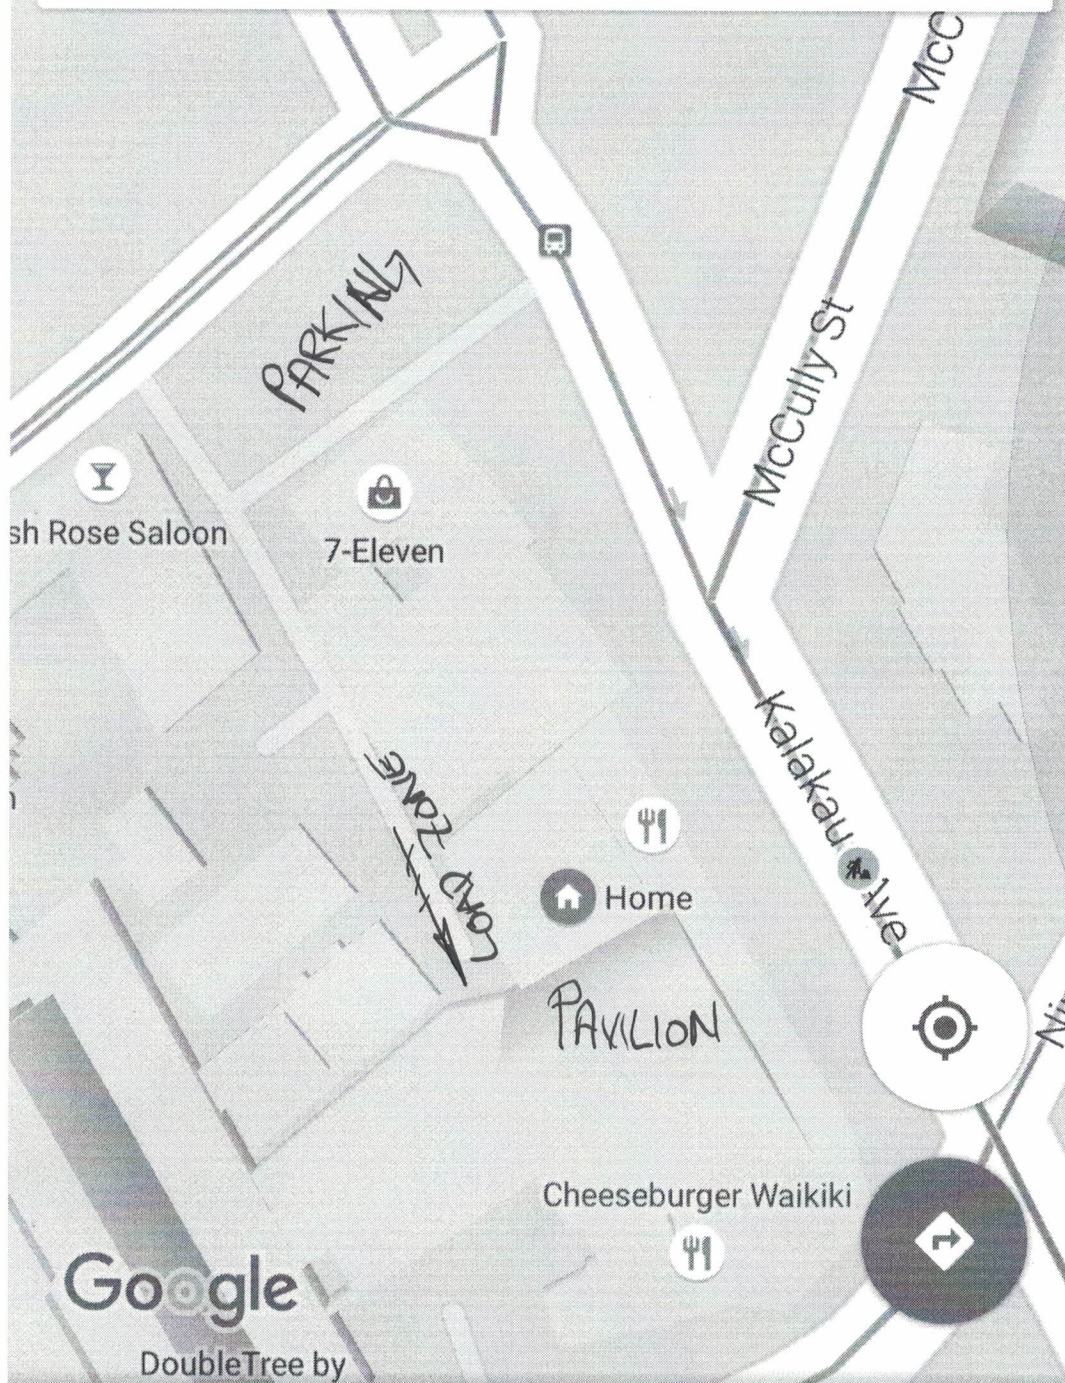 McC
PARKING
McCully St
sh Rose Saloon
7-Eleven
Kalakau
Ave
LOAD ZONE
Home
PAVILION
Ni
Cheeseburger Waikiki
Google
DoubleTree by